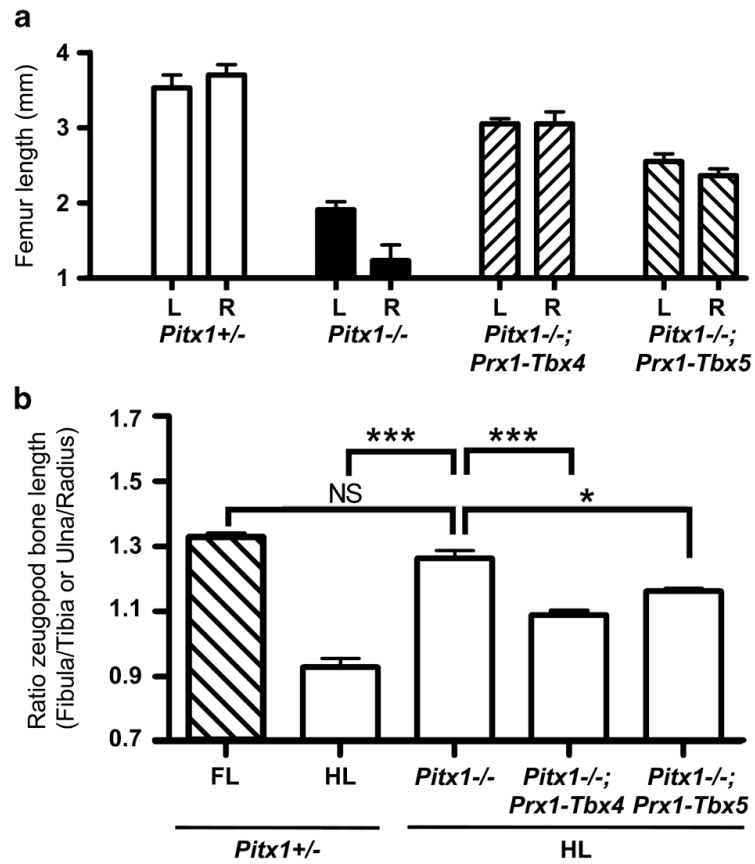 a
Femur length (mm)
4
3
2
1
L R L R L R L R
Pitx1+/- Pitx1-/- Pitx1-/-; Pitx1-/-;
Prx1-Tbx4 Prx1-Tbx5
b
Ratio zeugopod bone length
(Fibula/Tibia or Ulna/Radius)
1.7
1.5
1.3
1.1
0.9
0.7
*** ***
NS *
FL HL Pitx1-/- Pitx1-/-; Pitx1-/-;
Prx1-Tbx4 Prx1-Tbx5
Pitx1+/- HL